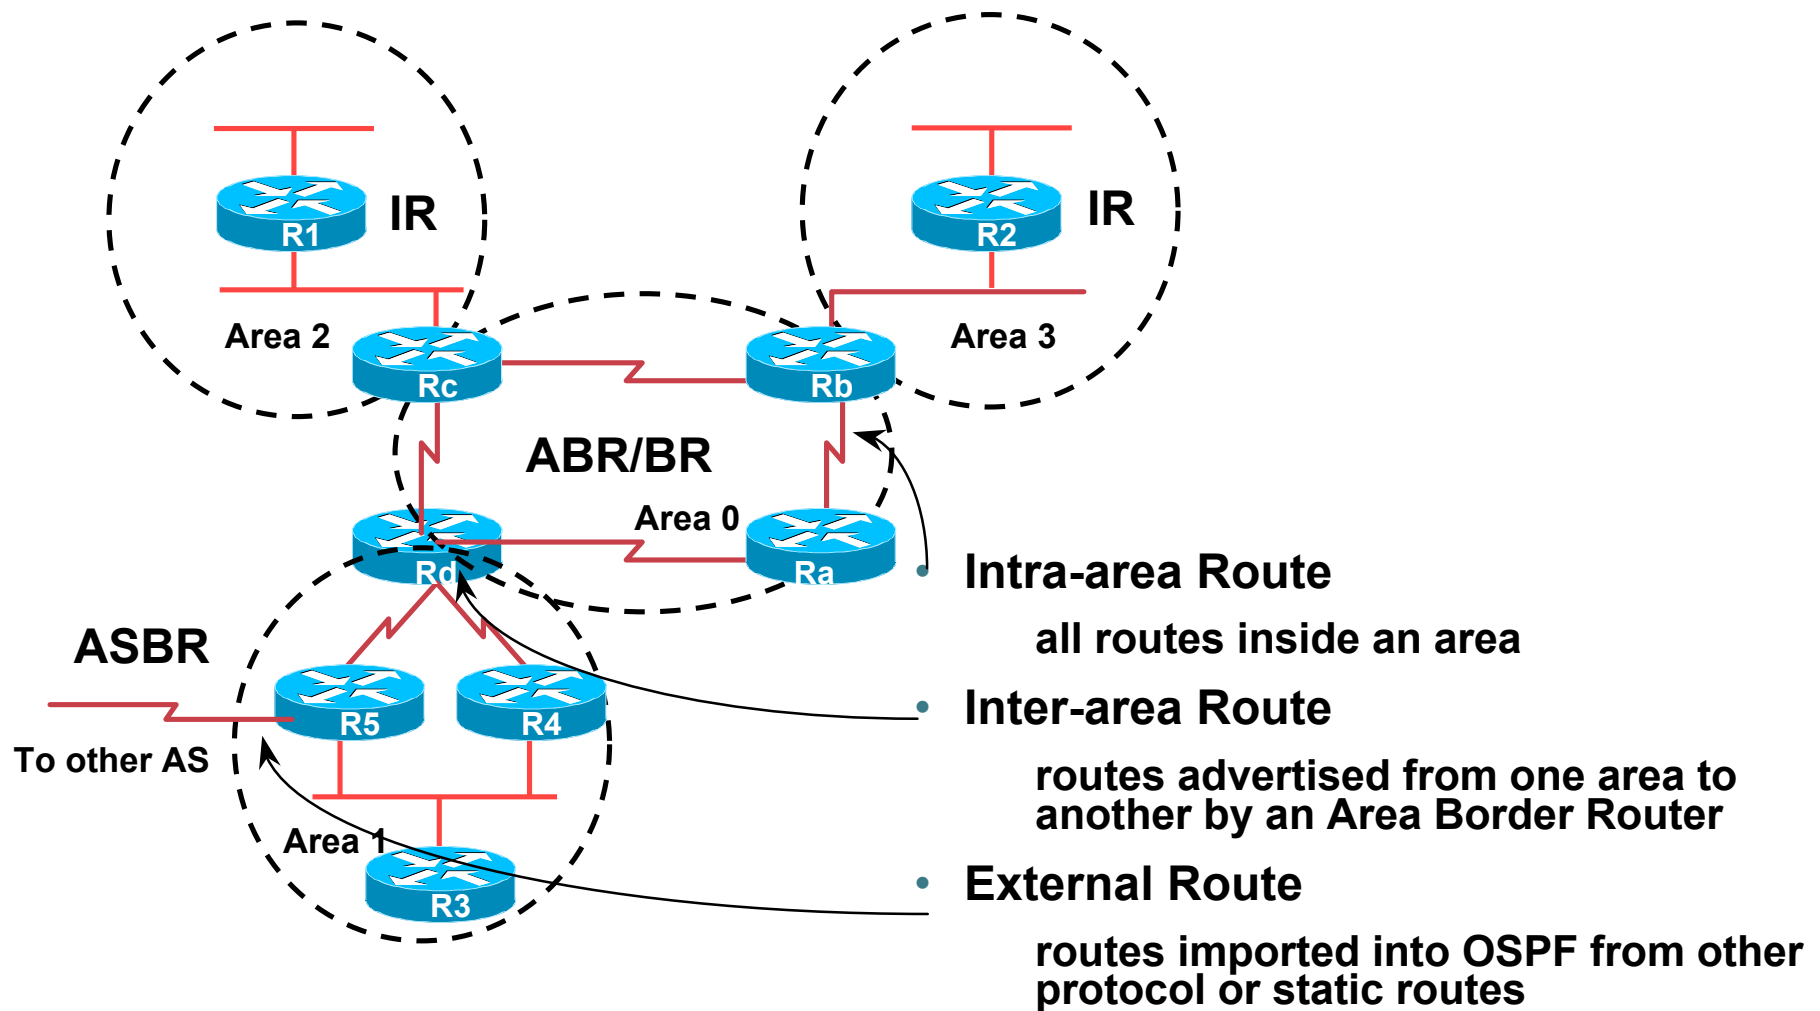 IR
R1
IR
R2
Area 2
Area 3
Rc
Rb
ABR/BR
Area 0
Rd
Ra
ASBR
R5
R4
To other AS
Area 1
R3
• Intra-area Route
all routes inside an area
• Inter-area Route
routes advertised from one area to
another by an Area Border Router
• External Route
routes imported into OSPF from other
protocol or static routes